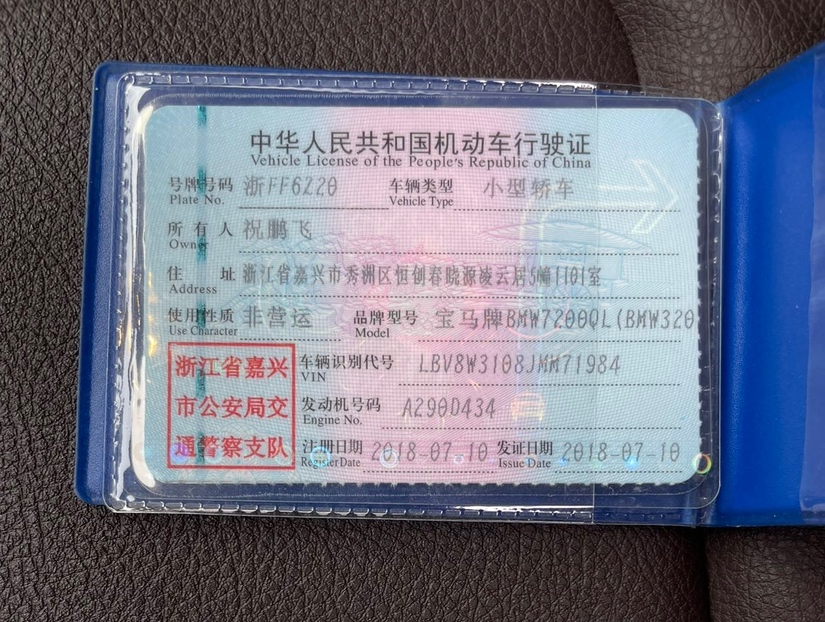 中华人民共和国机动车行驶证
Vehicle License of the People's Republic of China
号牌号码 浙FF6Z20 车辆类型 小型轿车
Plate No. Vehicle Type
所有人 祝鹏飞
Owner
住址 浙江省嘉兴市秀洲区恒创春晓源凌云居5幢1101室
Address
使用性质 非营运 品牌型号 宝马牌BMW7200QL(BMW320
Use Character Model
浙江省嘉兴
市公安局交
通警察支队
车辆识别代号 LBV8W3108JMM71984
VIN
发动机号码 A290D434
Engine No.
注册日期 2018-07-10 发证日期 2018-07-10
Register Date Issue Date